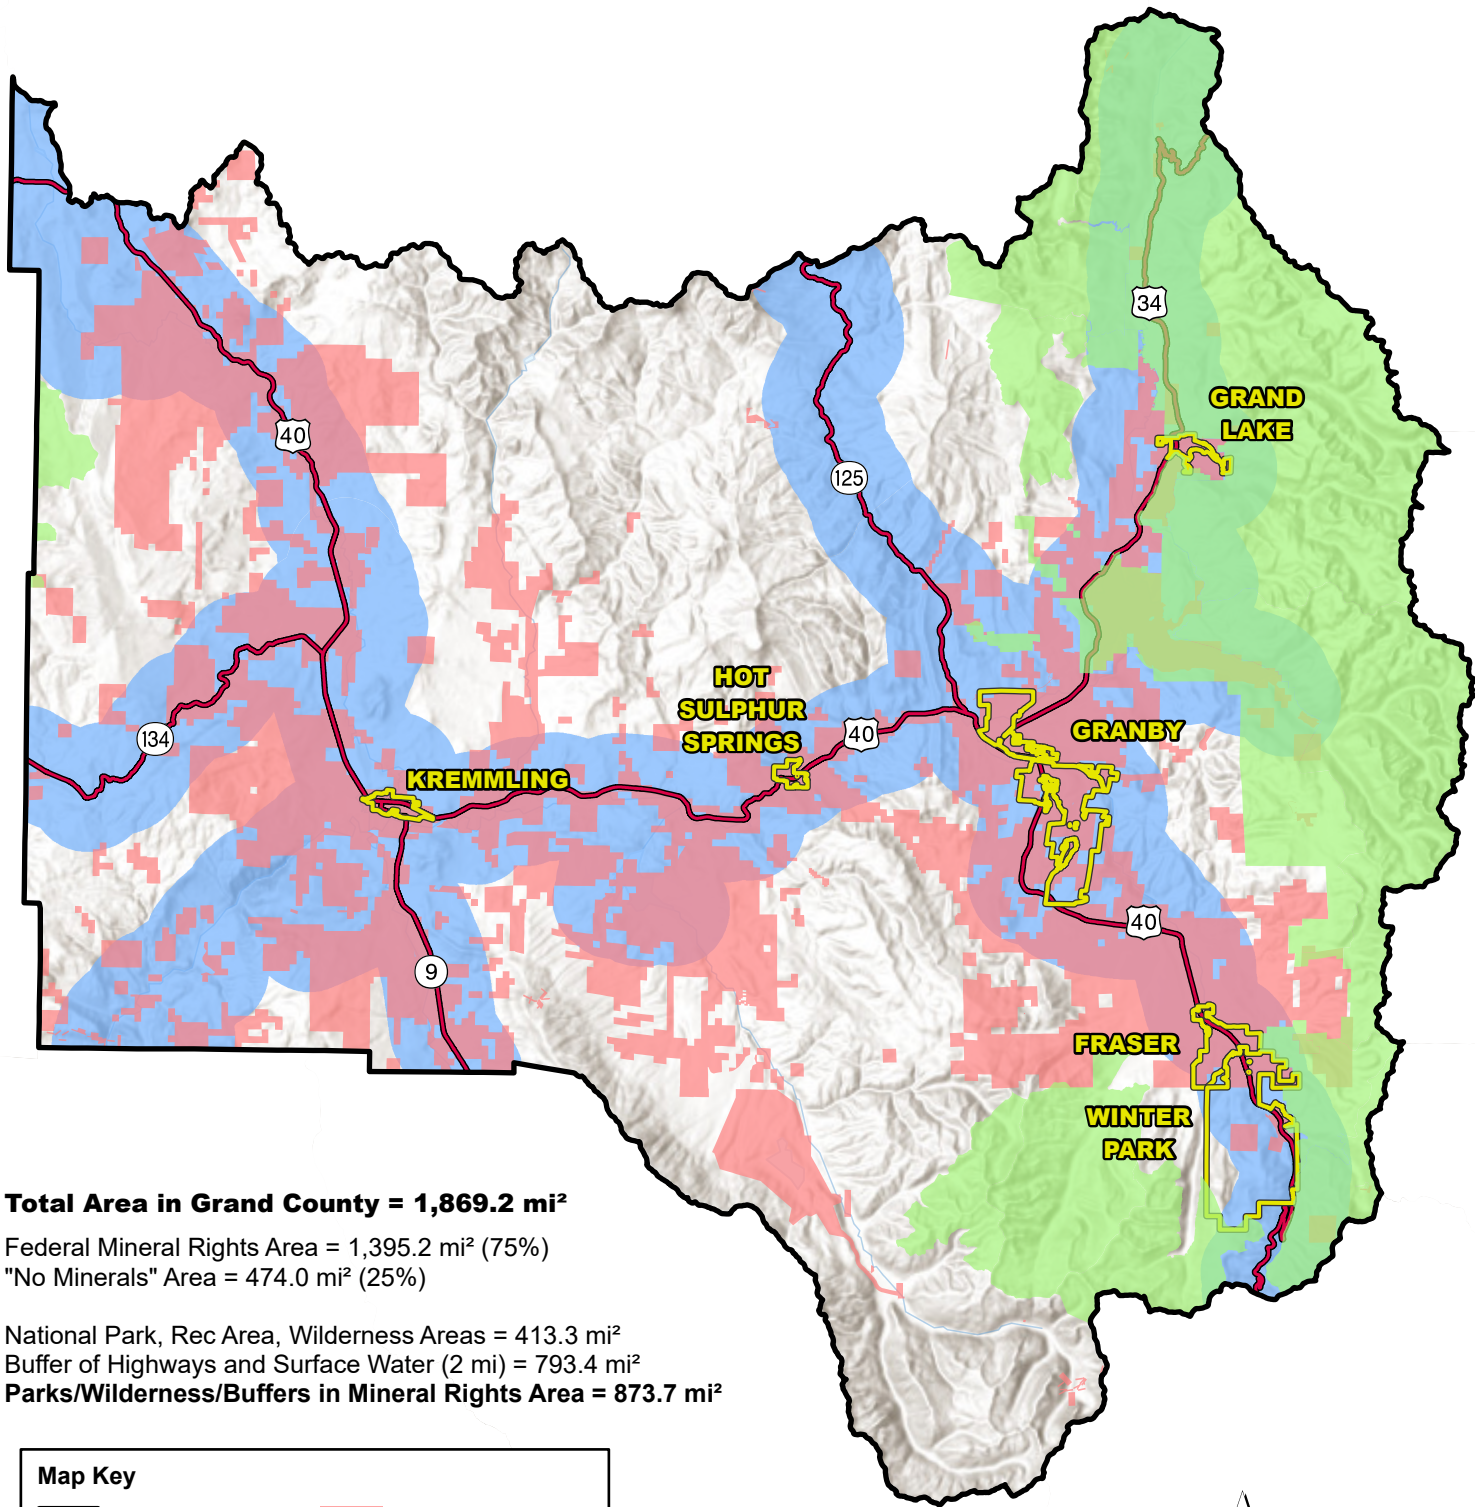 34
GRAND
LAKE
40
125
HOT
SULPHUR
SPRINGS
40
134
GRANBY
KREMMLING
40
9
FRASER
WINTER
PARK
Total Area in Grand County = 1,869.2 mi²
Federal Mineral Rights Area = 1,395.2 mi² (75%)
"No Minerals" Area = 474.0 mi² (25%)
National Park, Rec Area, Wilderness Areas = 413.3 mi²
Buffer of Highways and Surface Water (2 mi) = 793.4 mi²
Parks/Wilderness/Buffers in Mineral Rights Area = 873.7 mi²
Map Key